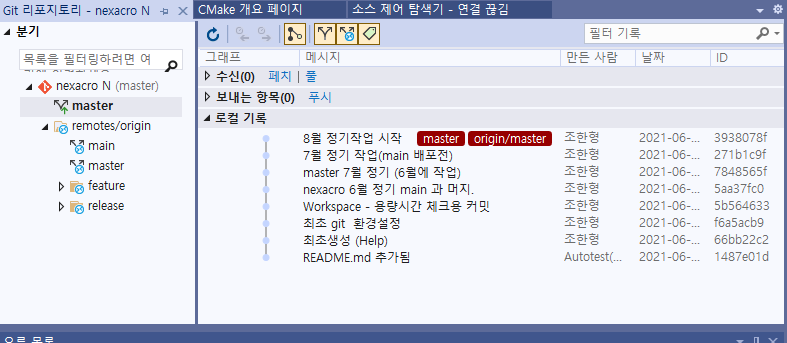 Git 리포지토리 - nexacro N
CMake 개요 페이지
소스 제어 탐색기 - 연결 끊김
분기
목록을 필터링하려면 여
nexacro N (master)
master
remotes/origin
main
master
feature
release
필터 기록
그래프 메시지 만든 사람 날짜 ID
수신(0) 페치 | 풀
보내는 항목(0) 푸시
로컬 기록
8월 정기작업 시작 master origin/master 조한형 2021-06-... 3938078f
7월 정기 작업(main 배포전) 조한형 2021-06-... 271b1c9f
master 7월 정기 (6월에 작업) 조한형 2021-06-... 7848565f
nexacro 6월 정기 main 과 머지. 조한형 2021-06-... 5aa37fc0
Workspace - 용량시간 체크용 커밋 조한형 2021-06-... 5b564633
최초 git 환경설정 조한형 2021-06-... f6a5acb9
최초생성 (Help) 조한형 2021-06-... 66bb22c2
README.md 추가됨 Autotest(... 2021-06-... 1487e01d